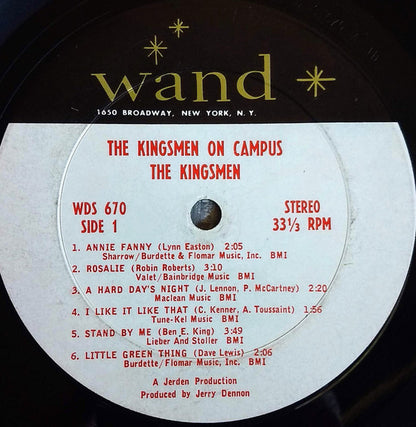 wand
1650 BROADWAY, NEW YORK, N. Y.
THE KINGSMEN ON CAMPUS
THE KINGSMEN
WDS 670
SIDE 1
STEREO
33⅓ RPM
1. ANNIE FANNY (Lynn Easton) 2:05
Sharrow/Burdette & Flomar Music, Inc. BMI
2. ROSALIE (Robin Roberts) 3:10
Valet/Bainbridge Music BMI
3. A HARD DAY'S NIGHT (J. Lennon, P. McCartney) 2:20
Maclean Music BMI
4. I LIKE IT LIKE THAT (C. Kenner, A. Toussaint) 1:56
Tune-Kel Music BMI
5. STAND BY ME (Ben E. King) 3:49
Lieber And Stoller BMI
6. LITTLE GREEN THING (Dave Lewis) 2:06
Burdette/Flomar Music, Inc. BMI
A Jerden Production
Produced by Jerry Dennon